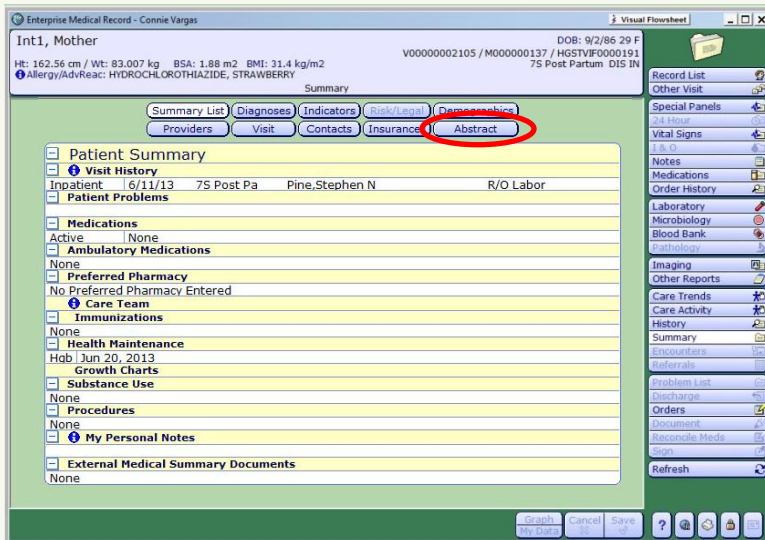 Enterprise Medical Record - Connie Vargas
Visual Flowsheet
Int1, Mother
DOB: 9/2/86 29 F
V00000002105 / M000000137 / HGSTVIF0000191
Ht: 162.56 cm / Wt: 83.007 kg BSA: 1.88 m2 BMI: 31.4 kg/m2
7S Post Partum DIS IN
Allergy/AdvReac: HYDROCHLOROTHIAZIDE, STRAWBERRY
Summary
Summary List Diagnoses Indicators Risk/Legal Demographics
Providers Visit Contacts Insurance Abstract
Patient Summary
Visit History
Inpatient 6/11/13 7S Post Pa Pine,Stephen N R/O Labor
Patient Problems
Medications
Active None
Ambulatory Medications
None
Preferred Pharmacy
No Preferred Pharmacy Entered
Care Team
Immunizations
None
Health Maintenance
Hgb Jun 20, 2013
Growth Charts
Substance Use
None
Procedures
None
My Personal Notes
External Medical Summary Documents
None
Record List
Other Visit
Special Panels
24 Hour
Vital Signs
I & O
Notes
Medications
Order History
Laboratory
Microbiology
Blood Bank
Pathology
Imaging
Other Reports
Care Trends
Care Activity
History
Summary
Encounters
Referrals
Problem List
Discharge
Orders
Document
Reconcile Meds
Sign
Refresh
Graph
My Data
Cancel
Save